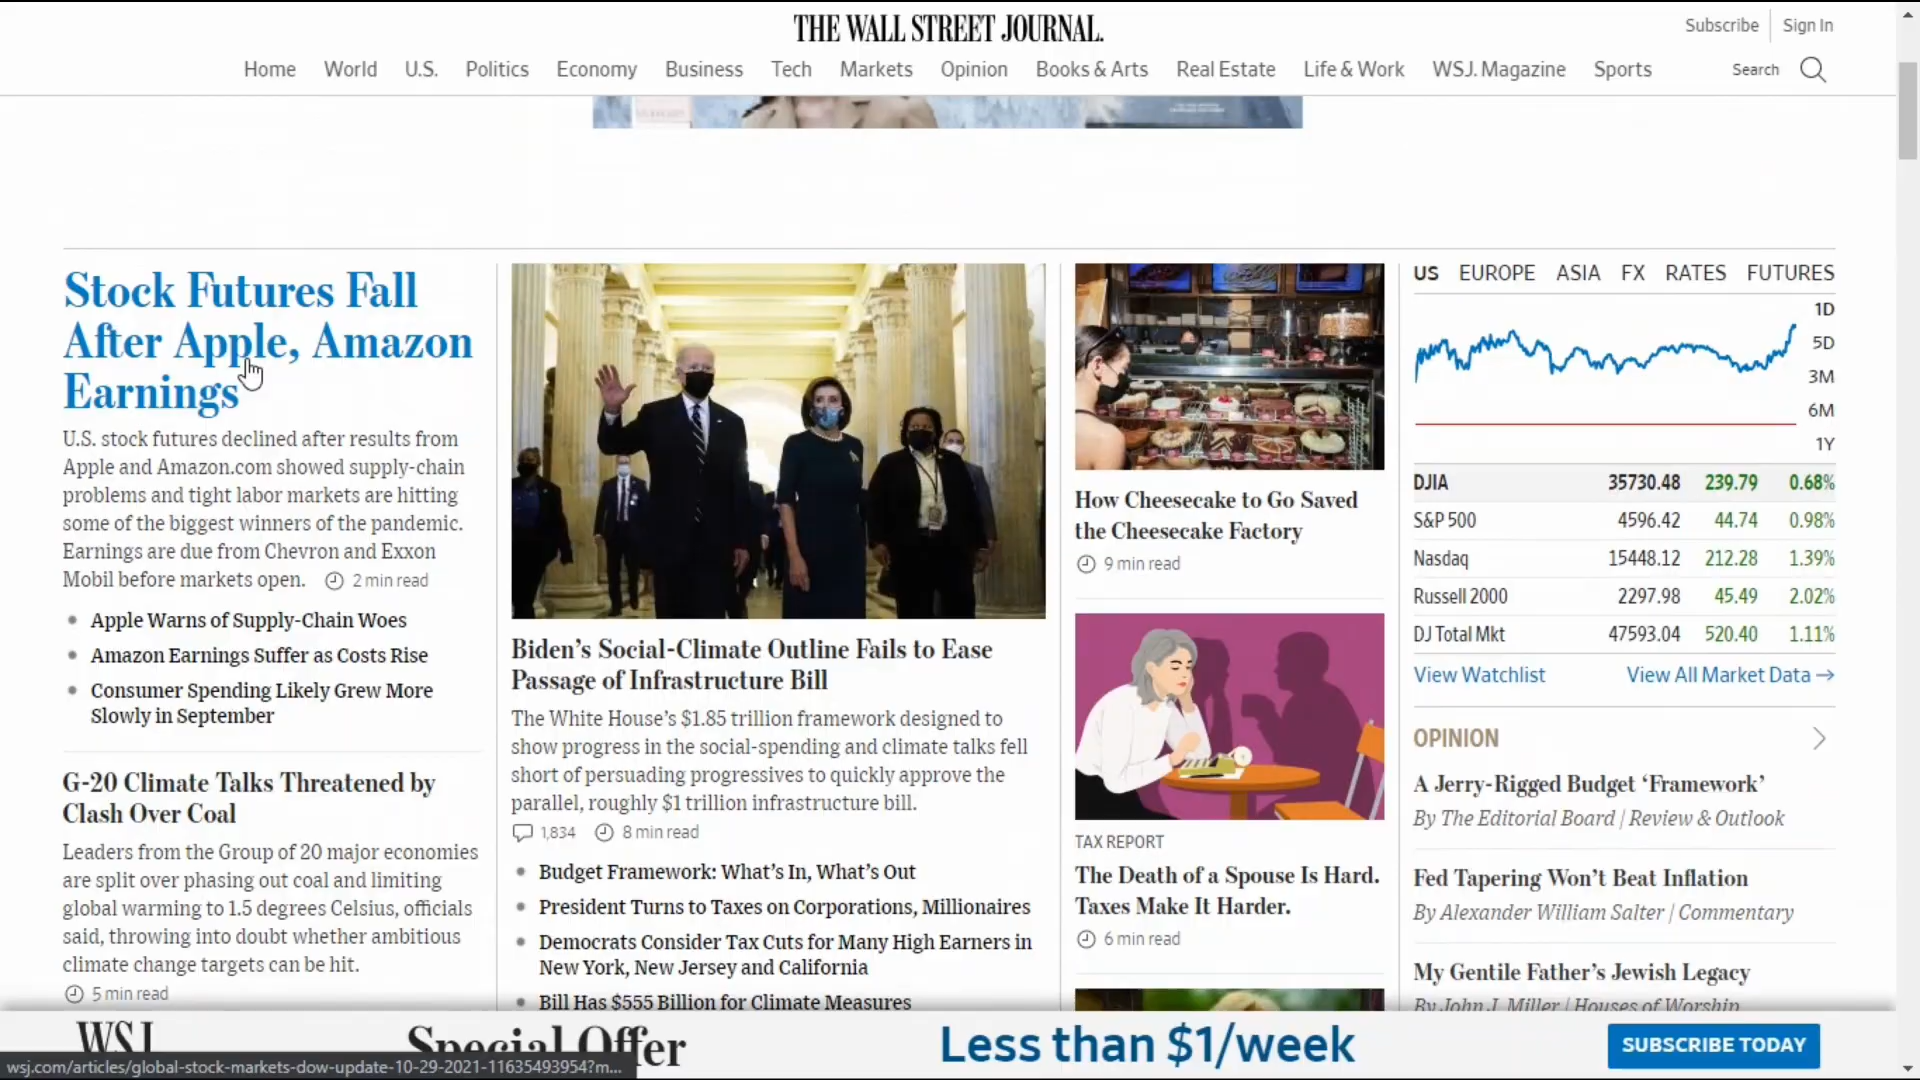 THE WALL STREET JOURNAL.
Subscribe
Sign In
Home
World
U.S.
Politics
Economy
Business
Tech
Markets
Opinion
Books & Arts
Real Estate
Life & Work
WSJ. Magazine
Sports
Search
Stock Futures Fall
After Apple, Amazon
Earnings
U.S. stock futures declined after results from
Apple and Amazon.com showed supply-chain
problems and tight labor markets are hitting
some of the biggest winners of the pandemic.
Earnings are due from Chevron and Exxon
Mobil before markets open. 2 min read
Apple Warns of Supply-Chain Woes
Amazon Earnings Suffer as Costs Rise
Consumer Spending Likely Grew More
Slowly in September
G-20 Climate Talks Threatened by
Clash Over Coal
Leaders from the Group of 20 major economies
are split over phasing out coal and limiting
global warming to 1.5 degrees Celsius, officials
said, throwing into doubt whether ambitious
climate change targets can be hit.
5 min read
Biden’s Social-Climate Outline Fails to Ease
Passage of Infrastructure Bill
The White House’s $1.85 trillion framework designed to
show progress in the social-spending and climate talks fell
short of persuading progressives to quickly approve the
parallel, roughly $1 trillion infrastructure bill.
1,834 8 min read
Budget Framework: What’s In, What’s Out
President Turns to Taxes on Corporations, Millionaires
Democrats Consider Tax Cuts for Many High Earners in
New York, New Jersey and California
Bill Has $555 Billion for Climate Measures
How Cheesecake to Go Saved
the Cheesecake Factory
9 min read
TAX REPORT
The Death of a Spouse Is Hard.
Taxes Make It Harder.
6 min read
US EUROPE ASIA FX RATES FUTURES
1D
5D
3M
6M
1Y
DJIA 35730.48 239.79 0.68%
S&P 500 4596.42 44.74 0.98%
Nasdaq 15448.12 212.28 1.39%
Russell 2000 2297.98 45.49 2.02%
DJ Total Mkt 47593.04 520.40 1.11%
View Watchlist View All Market Data →
OPINION
A Jerry-Rigged Budget ‘Framework’
By The Editorial Board | Review & Outlook
Fed Tapering Won’t Beat Inflation
By Alexander William Salter | Commentary
My Gentile Father’s Jewish Legacy
By John J. Miller | Houses of Worship
WSJ
Special Offer
Less than $1/week
SUBSCRIBE TODAY
wsj.com/articles/global-stock-markets-dow-update-10-29-2021-11635493954?m...